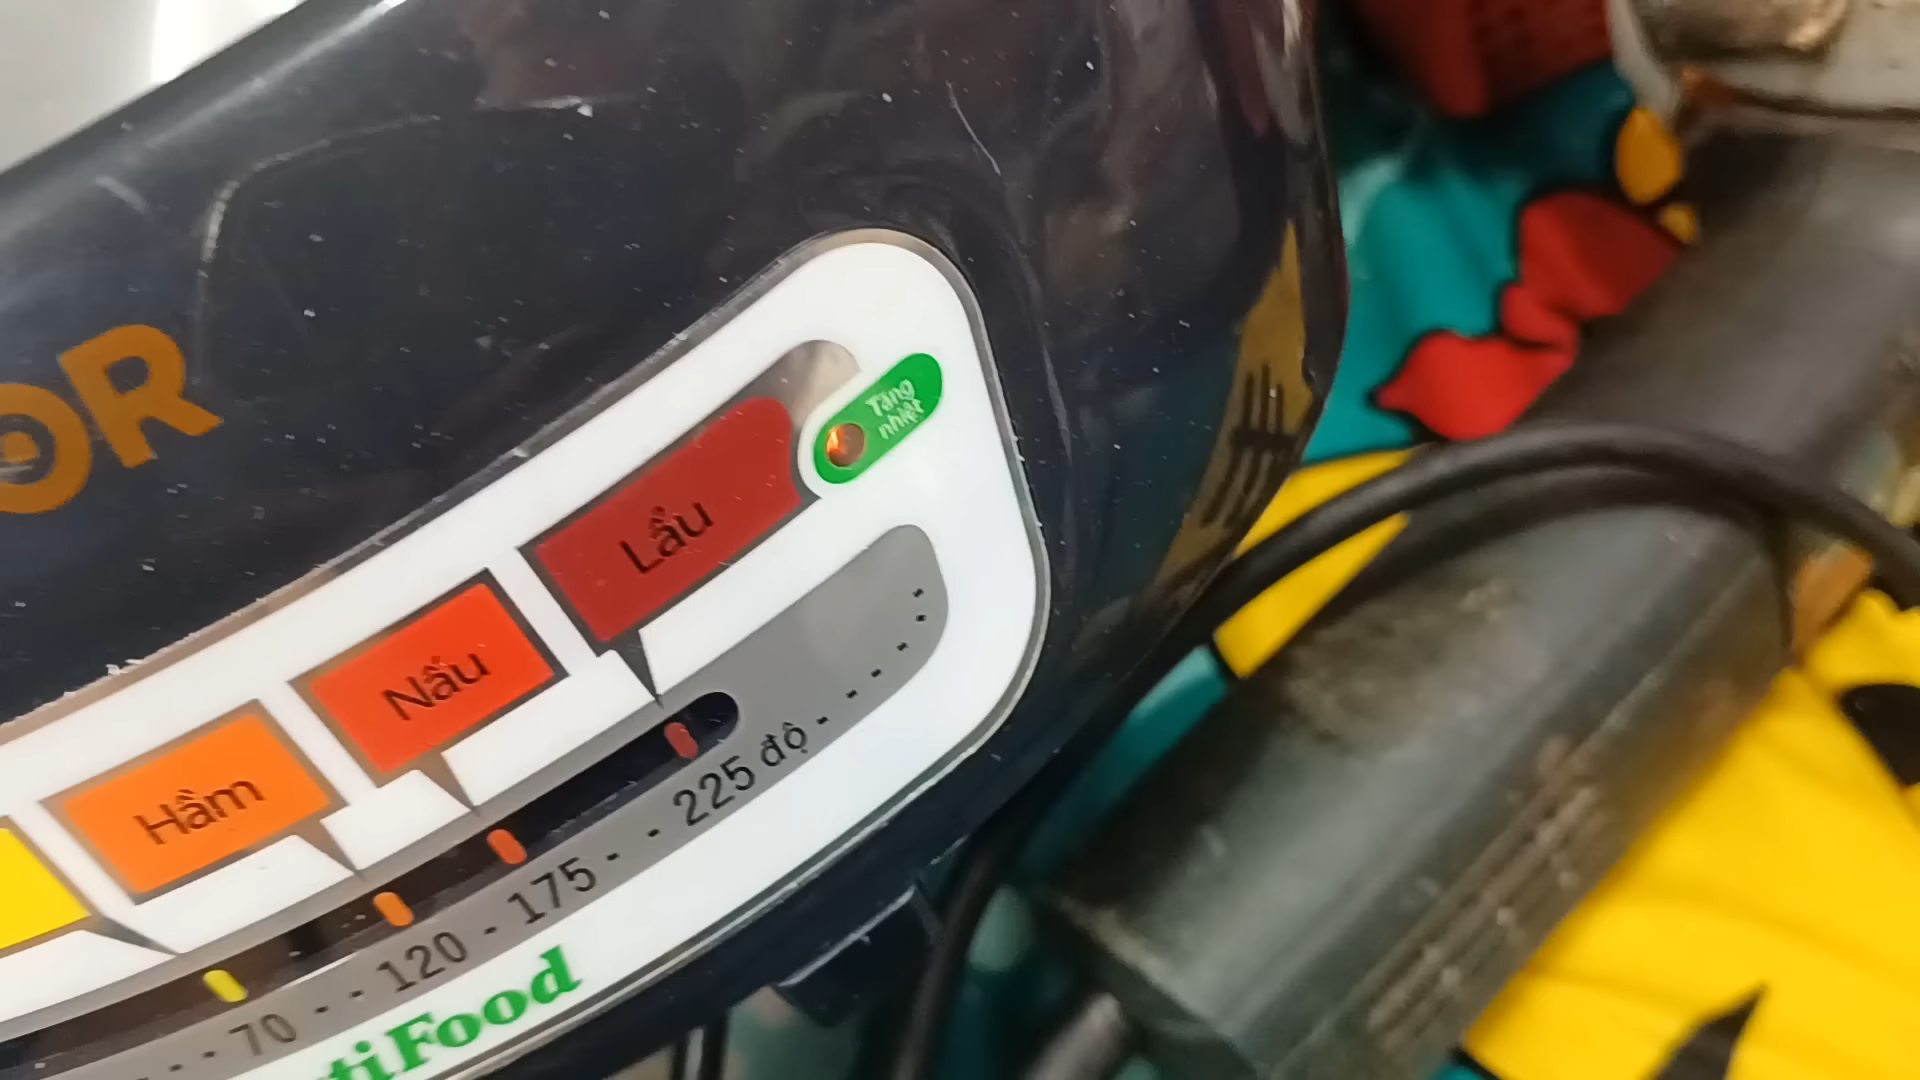 OR
Tăng
nhiệt
Lẩu
Nấu
Hầm
70 - - 120 - 175 - - 225 độ
tiFood